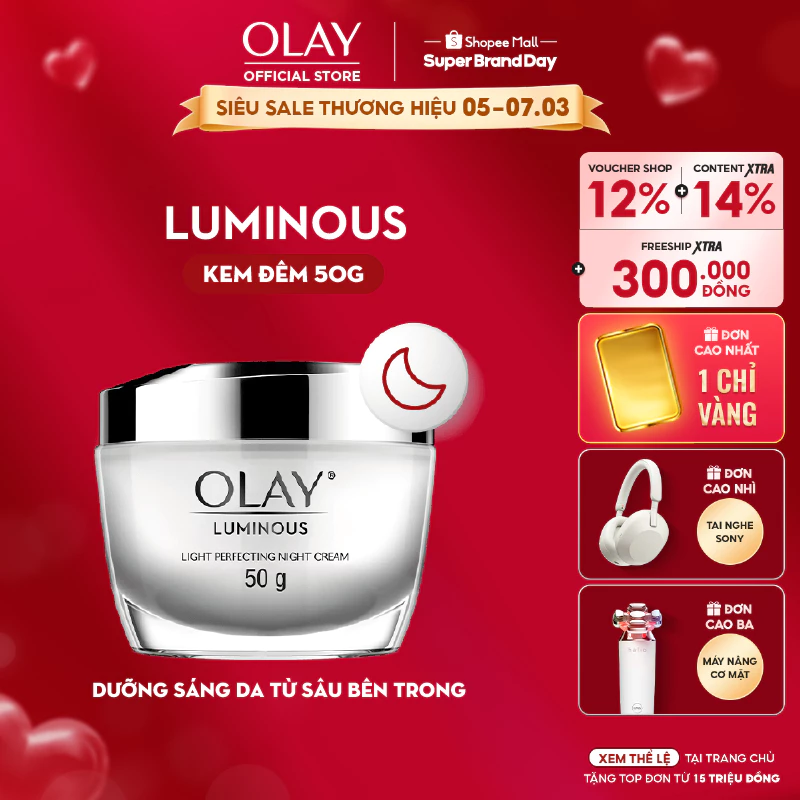 OLAY
OFFICIAL STORE
Shopee Mall
Super Brand Day
SIÊU SALE THƯƠNG HIỆU 05-07.03
LUMINOUS
KEM ĐÊM 50G
OLAY®
LUMINOUS
LIGHT PERFECTING NIGHT CREAM
50 g
DƯỠNG SÁNG DA TỪ SÂU BÊN TRONG
VOUCHER SHOP
12%
+
CONTENT XTRA
14%
+
FREESHIP XTRA
300.000
ĐỒNG
ĐƠN
CAO NHẤT
1 CHỈ
VÀNG
ĐƠN
CAO NHÌ
TAI NGHE
SONY
ĐƠN
CAO BA
MÁY NÂNG
CƠ MẶT
XEM THỂ LỆ TẠI TRANG CHỦ
TẶNG TOP ĐƠN TỪ 15 TRIỆU ĐỒNG